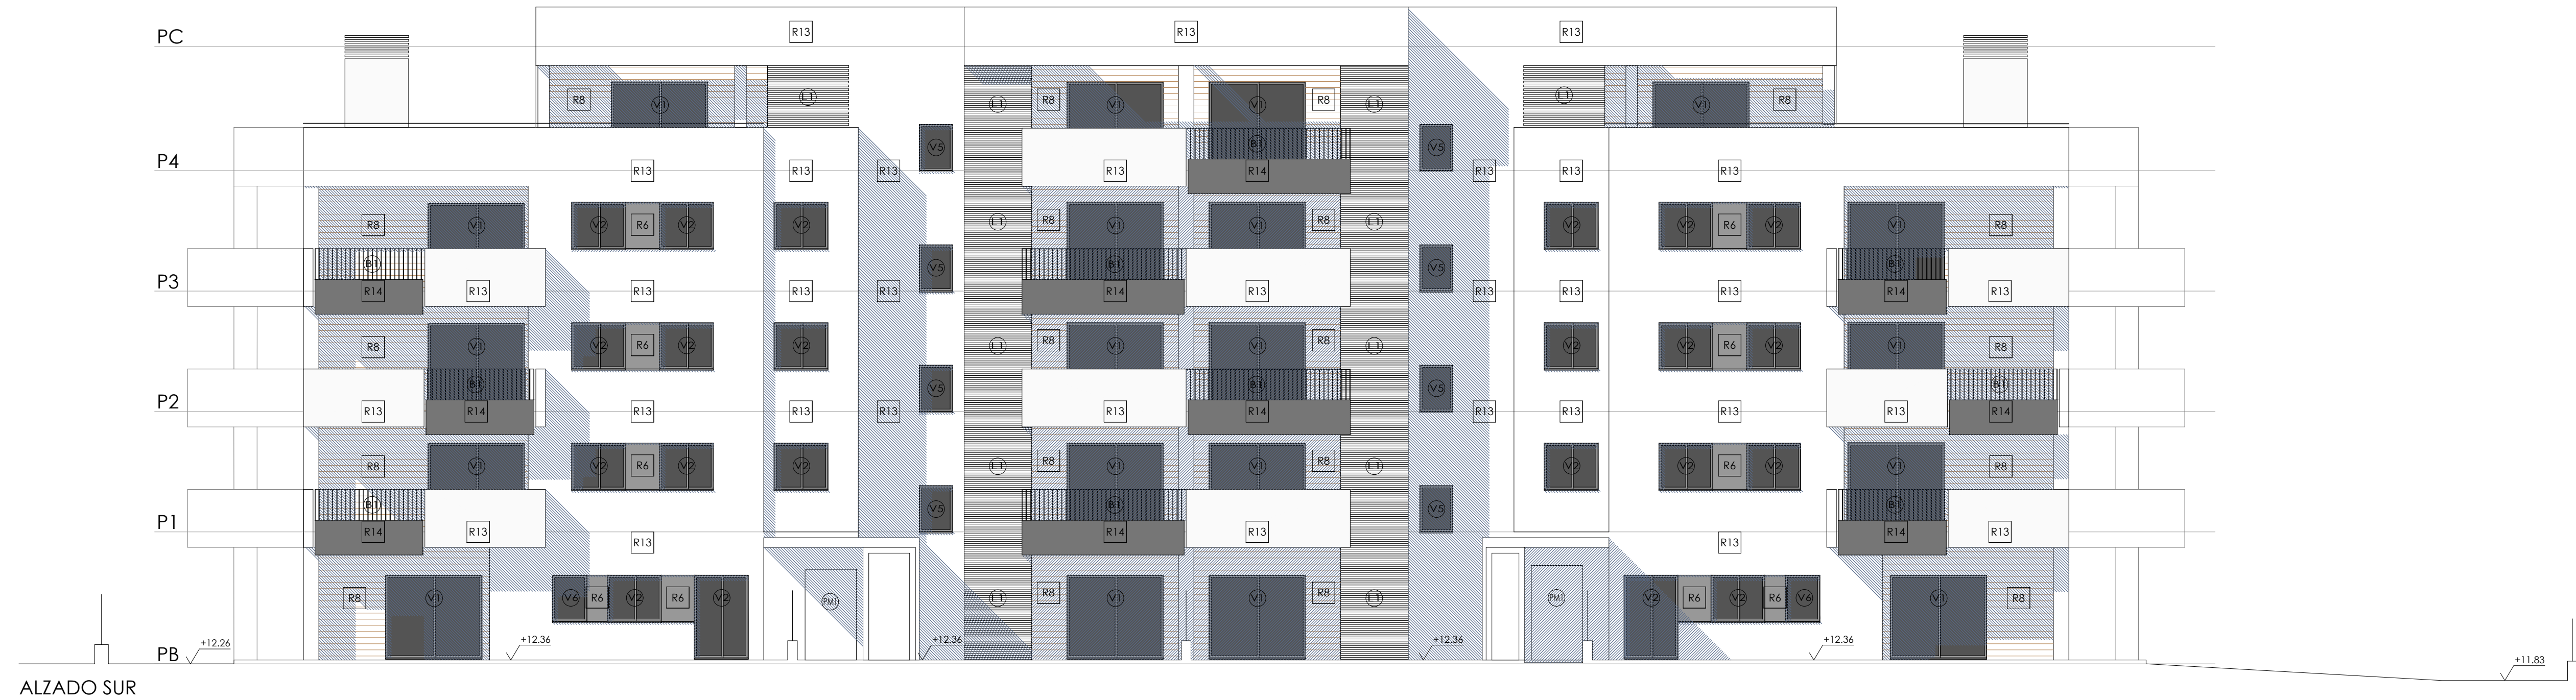 PC
R13 R13 R13
R8 V1 L1 L1 R8 V1 V1 R8 L1 L1 V1 R8
V5 B1 V5
P4
R13 R13 R13 R13 R14 R13 R13 R13
R8 V1 V2 R6 V2 V2 L1 R8 V1 V1 R8 L1 V2 V2 R6 V2 V1 R8
B1 V5 B1 V5 B1
P3
R14 R13 R13 R13 R13 R14 R13 R13 R13 R13 R14 R13
R8 V1 V2 R6 V2 V2 L1 R8 V1 V1 R8 L1 V2 V2 R6 V2 V1 R8
B1 V5 B1 V5 B1
P2
R13 R14 R13 R13 R13 R13 R14 R13 R13 R13 R13 R14
R8 V1 V2 R6 V2 V2 L1 R8 V1 V1 R8 L1 V2 V2 R6 V2 V1 R8
B1 V5 B1 V5 B1
P1
R14 R13 R13 R14 R13 R13 R14 R13
R8 V1 V6 R6 V2 R6 V2 PM1 L1 R8 V1 V1 R8 L1 PM1 V2 R6 V2 R6 V6 V1 R8
PB +12.26 +12.36 +12.36 +12.36 +12.36 +11.83
ALZADO SUR